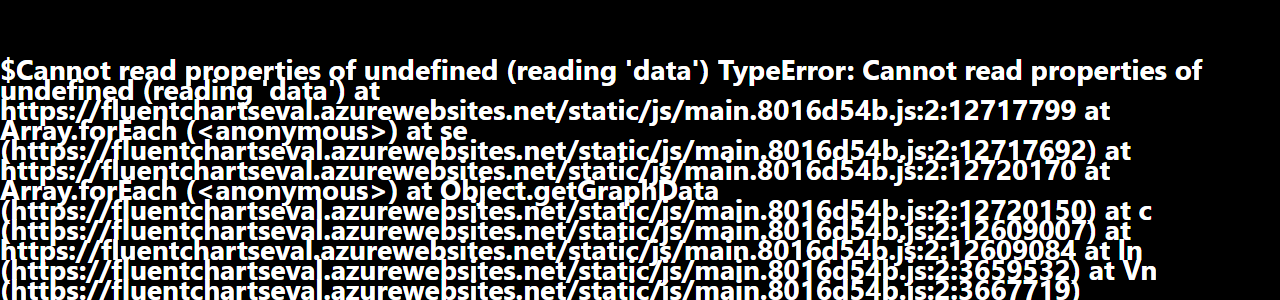 $Cannot read properties of undefined (reading 'data') TypeError: Cannot read properties of
undefined (reading 'data') at
https://fluentchartseval.azurewebsites.net/static/js/main.8016d54b.js:2:12717799 at
Array.forEach (<anonymous>) at se
(https://fluentchartseval.azurewebsites.net/static/js/main.8016d54b.js:2:12717692) at
https://fluentchartseval.azurewebsites.net/static/js/main.8016d54b.js:2:12720170 at
Array.forEach (<anonymous>) at Object.getGraphData
(https://fluentchartseval.azurewebsites.net/static/js/main.8016d54b.js:2:12720150) at c
(https://fluentchartseval.azurewebsites.net/static/js/main.8016d54b.js:2:12609007) at
https://fluentchartseval.azurewebsites.net/static/js/main.8016d54b.js:2:12609084 at ln
(https://fluentchartseval.azurewebsites.net/static/js/main.8016d54b.js:2:3659532) at Vn
(https://fluentchartseval.azurewebsites.net/static/js/main.8016d54b.js:2:3667719)